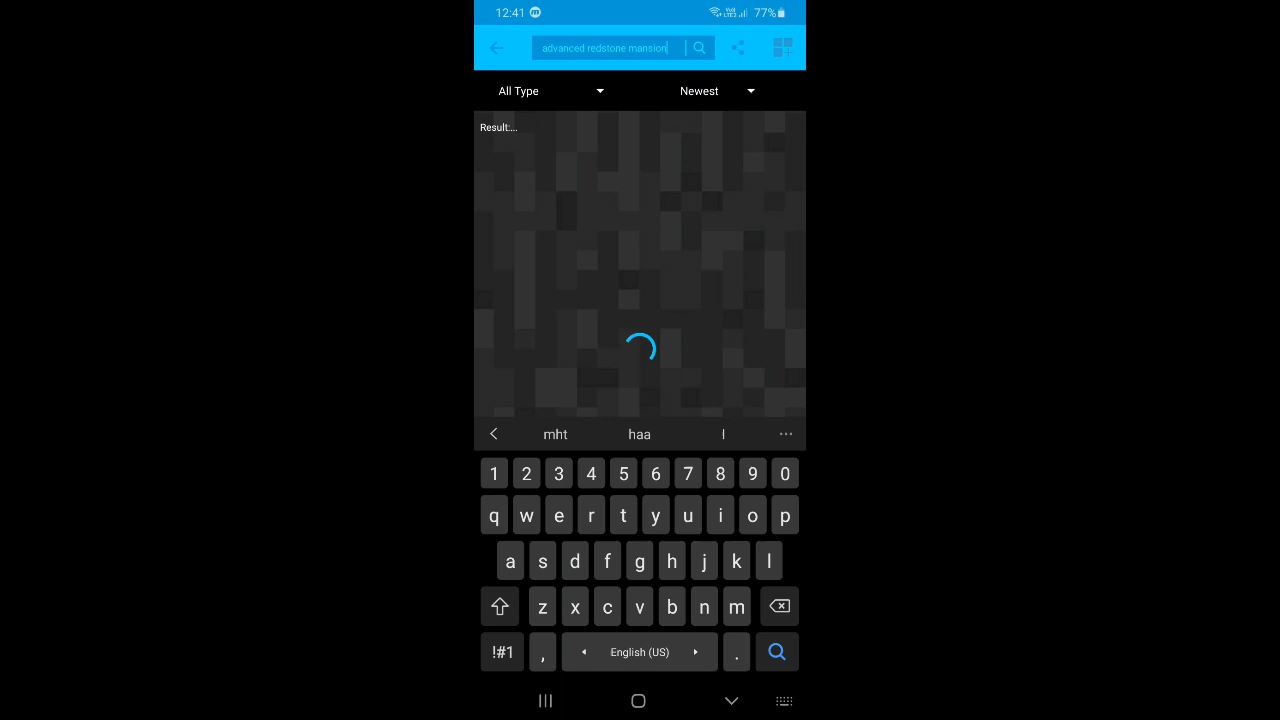 12:41 77%
advanced redstone mansion
All Type Newest
Result:...
mht haa I
1 2 3 4 5 6 7 8 9 0
q w e r t y u i o p
a s d f g h j k l
z x c v b n m
!#1 , English (US) .